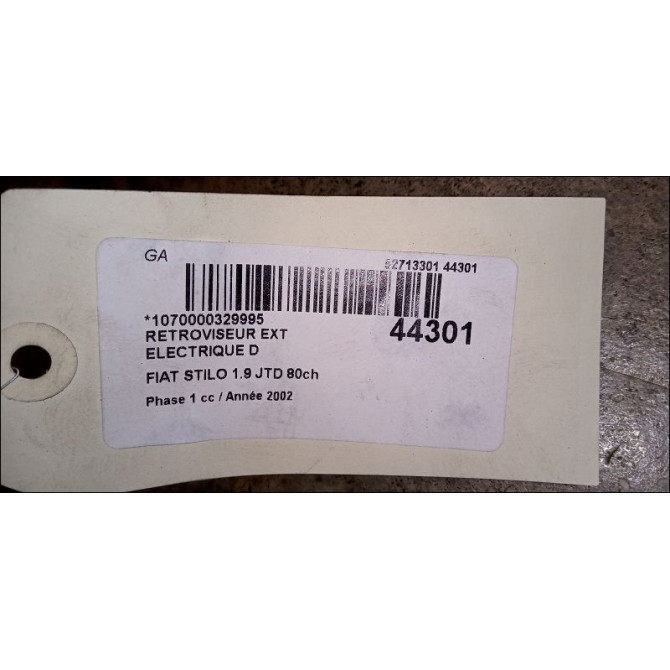 GA
52713301 44301
*1070000329995
44301
RETROVISEUR EXT
ELECTRIQUE D
FIAT STILO 1.9 JTD 80ch
Phase 1 cc / Année 2002